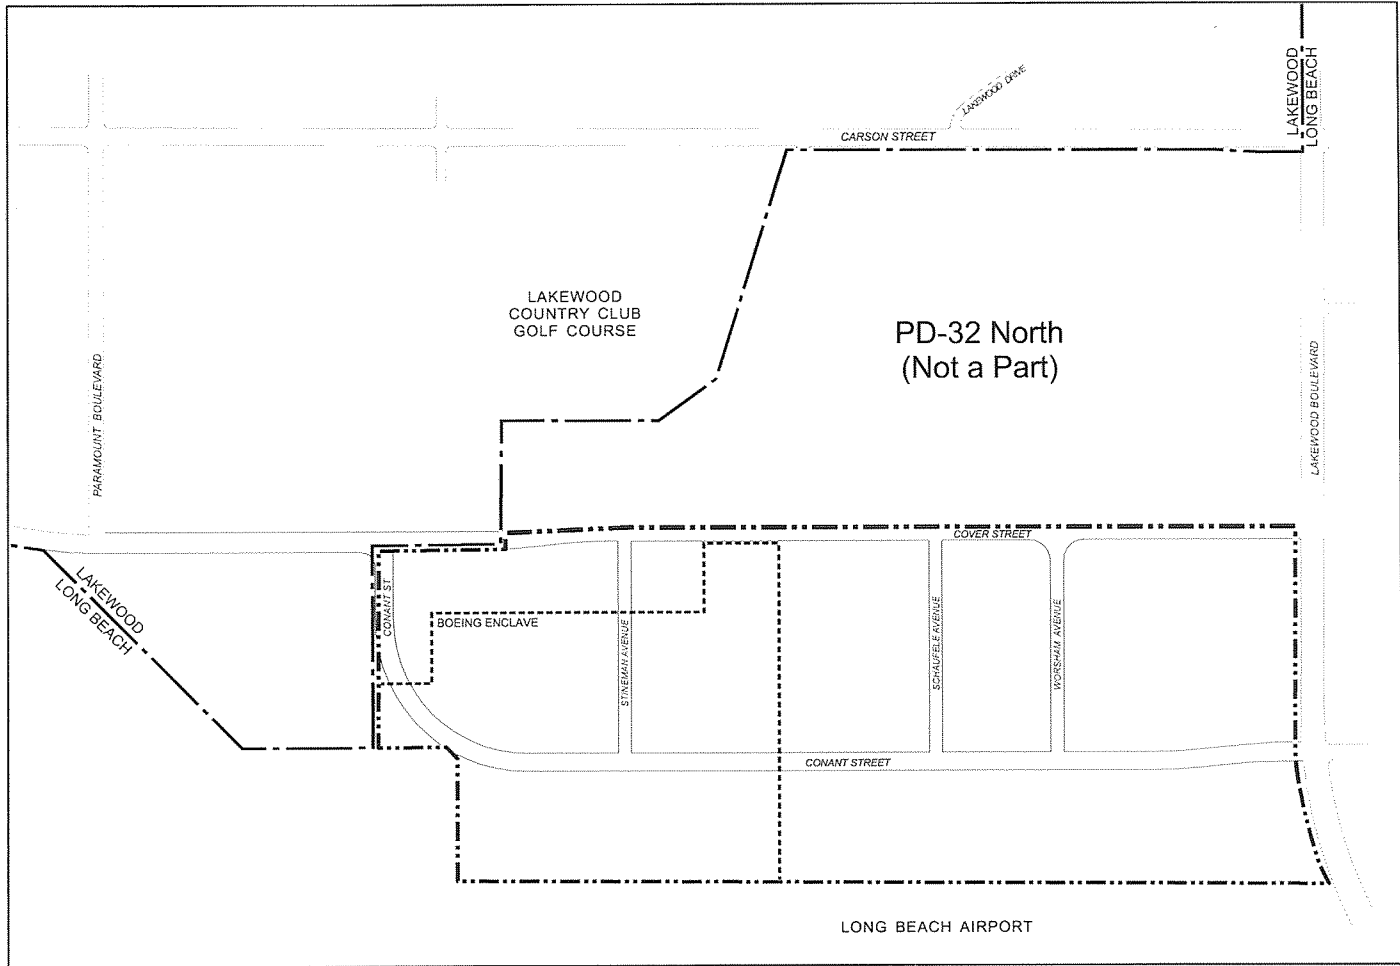 LAKEWOOD
LONG BEACH
LAKEWOOD DRIVE
CARSON STREET
LAKEWOOD
COUNTRY CLUB
GOLF COURSE
PD-32 North
(Not a Part)
PARAMOUNT BOULEVARD
LAKEWOOD BOULEVARD
COVER STREET
LAKEWOOD
LONG BEACH
CONANT ST
BOEING ENCLAVE
STINEMAN AVENUE
SCHAUFELE AVENUE
WORSHAM AVENUE
CONANT STREET
LONG BEACH AIRPORT